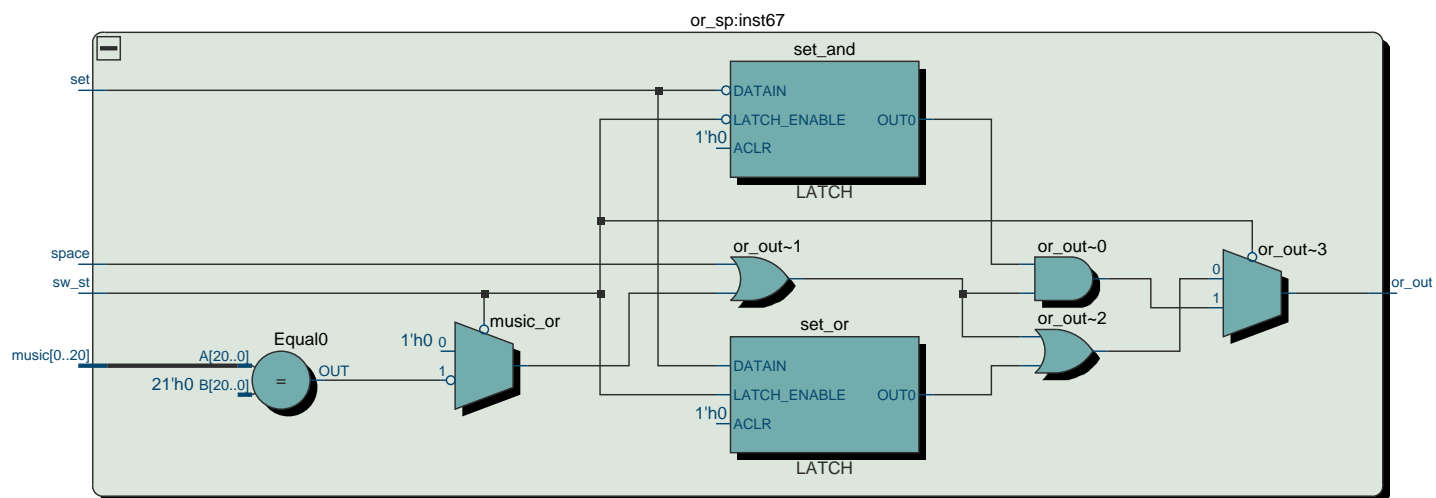 or_sp:inst67
set_and
set
DATAIN
LATCH_ENABLE OUT0
1'h0
ACLR
LATCH
space
or_out~1
or_out~0
or_out~3
sw_st
0
1
or_out
music_or
set_or
or_out~2
Equal0
1'h0 0
music[0..20]
A[20..0]
=
OUT
1
21'h0 B[20..0]
DATAIN
LATCH_ENABLE OUT0
1'h0
ACLR
LATCH